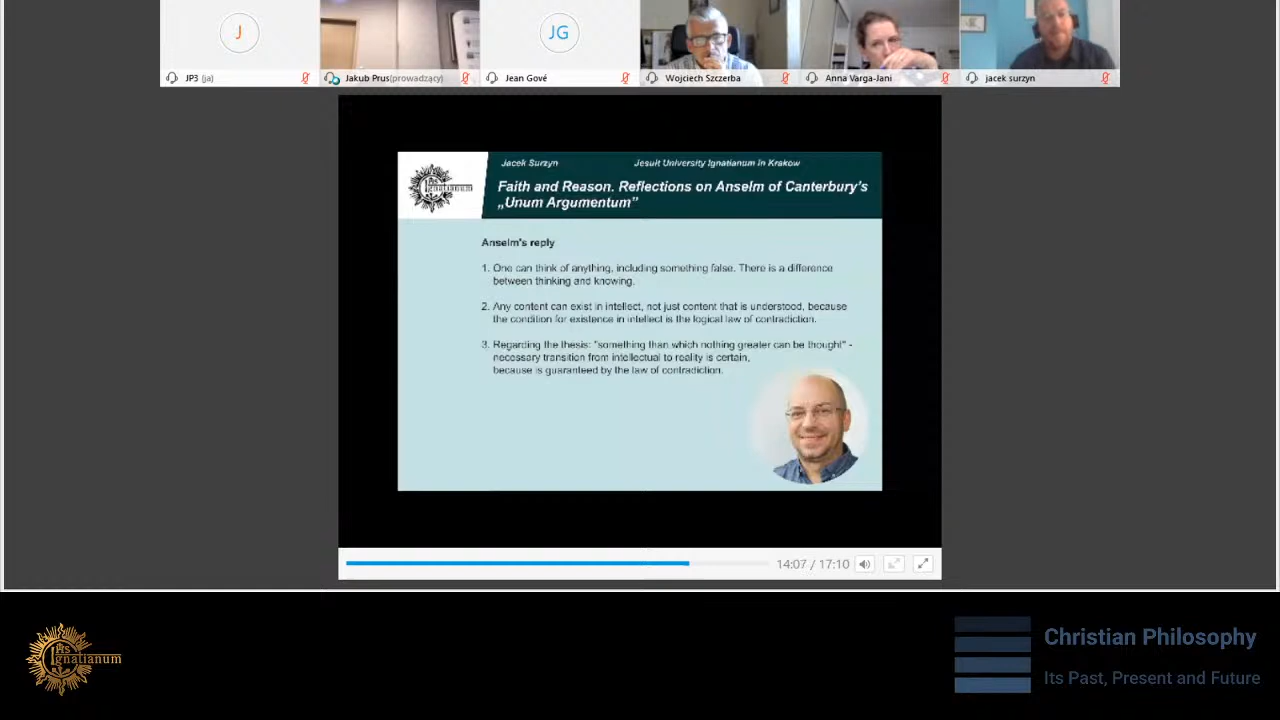 J
JG
JP3 (ja)
Jakub Prus(prowadzący)
Jean Gové
Wojciech Szczerba
Anna Varga-Jani
jacek surzyn
Jacek Surzyn
Jesuit University Ignatianum in Krakow
Ars
Ignatianum
Faith and Reason. Reflections on Anselm of Canterbury's
„Unum Argumentum”
Anselm's reply
1. One can think of anything, including something false. There is a difference
between thinking and knowing.
2. Any content can exist in intellect, not just content that is understood, because
the condition for existence in intellect is the logical law of contradiction.
3. Regarding the thesis: "something than which nothing greater can be thought" -
necessary transition from intellectual to reality is certain,
because is guaranteed by the law of contradiction.
14:07 / 17:10
Ars
Ignatianum
Christian Philosophy
Its Past, Present and Future